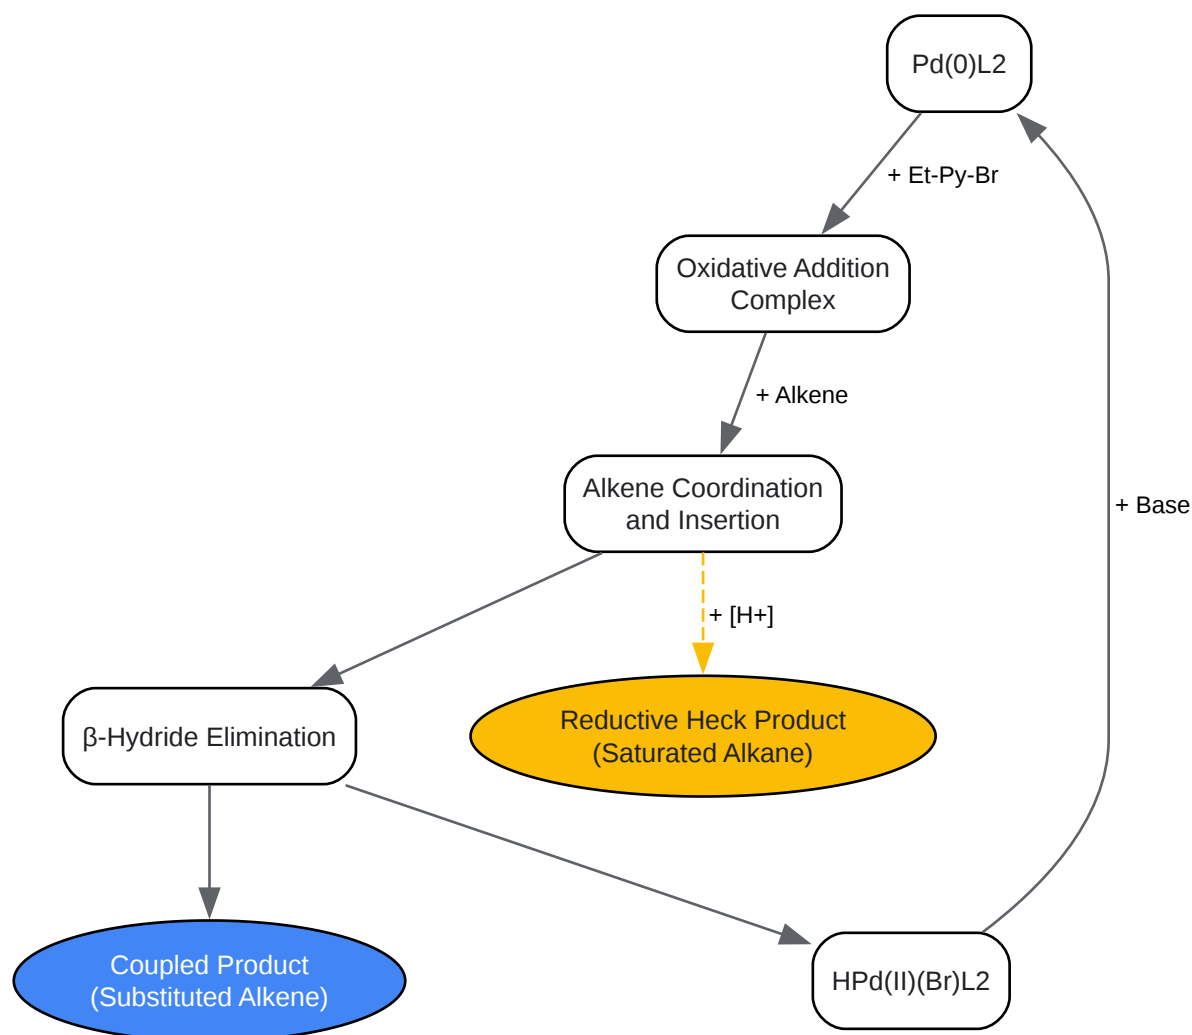 Pd(0)L2
+ Et-Py-Br
Oxidative Addition
Complex
+ Alkene
Alkene Coordination
and Insertion
+ Base
+ [H+]
Reductive Heck Product
(Saturated Alkane)
β-Hydride Elimination
Coupled Product
(Substituted Alkene)
HPd(II)(Br)L2